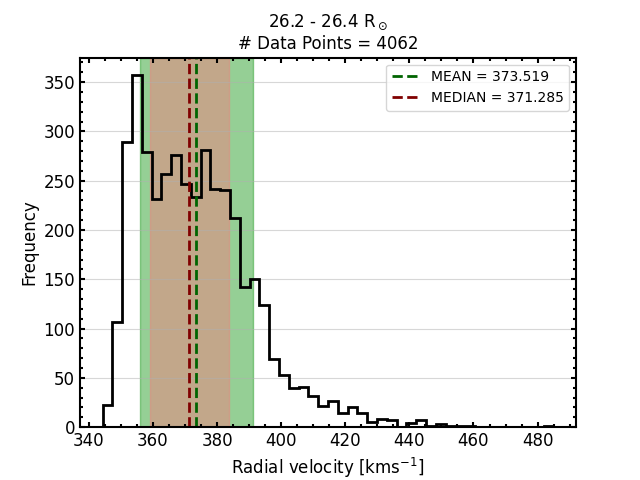 26.2 - 26.4 R⊙
# Data Points = 4062
MEAN = 373.519
MEDIAN = 371.285
350
300
250
200
150
100
50
0
Frequency
340 360 380 400 420 440 460 480
Radial velocity [kms⁻¹]